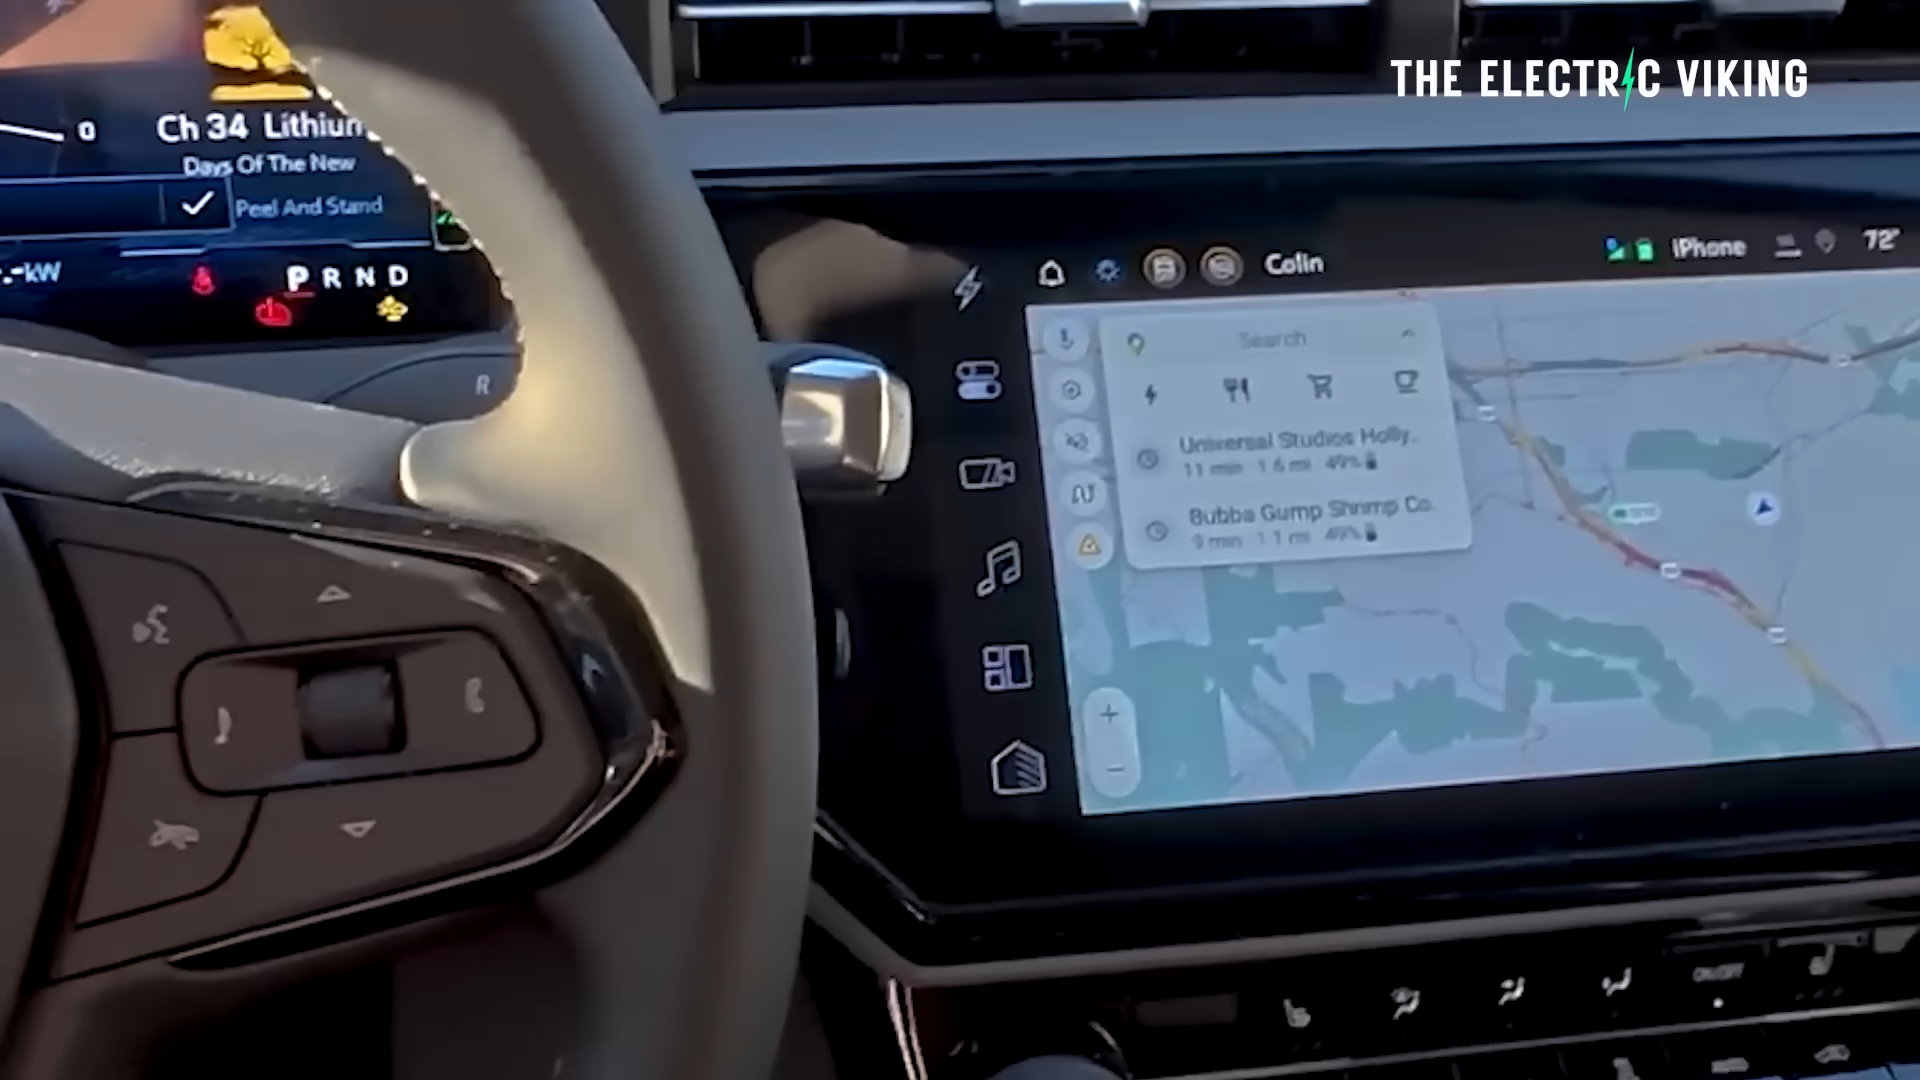 THE ELECTRIC VIKING
0
Ch 34 Lithium
Days Of The New
Peel And Stand
kW
P R N D
R
Colin
iPhone
72°
Search
Universal Studios Holly..
11 min 1.6 mi 49%
Bubba Gump Shrimp Co.
9 min 1.1 mi 49%
+
−
ON/OFF